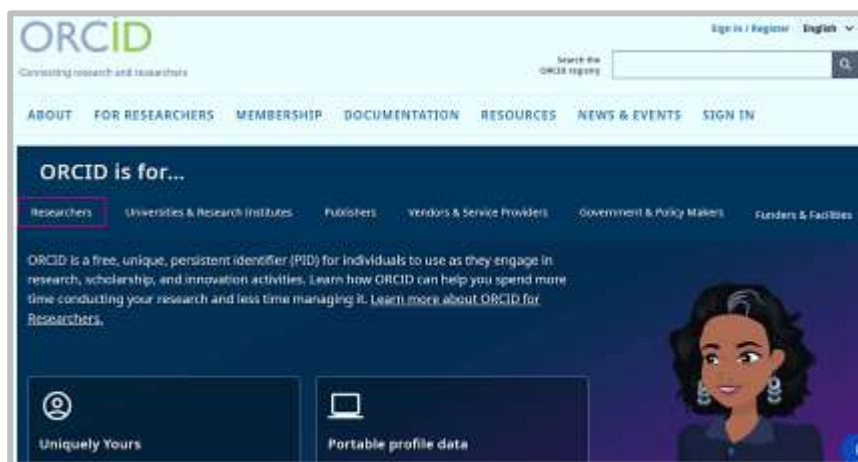 ORCID
Connecting research and researchers
Sign in / Register English
Search the
ORCID registry
ABOUT FOR RESEARCHERS MEMBERSHIP DOCUMENTATION RESOURCES NEWS & EVENTS SIGN IN
ORCID is for...
Researchers Universities & Research Institutes Publishers Vendors & Service Providers Government & Policy Makers Funders & Facilities
ORCID is a free, unique, persistent identifier (PID) for individuals to use as they engage in
research, scholarship, and innovation activities. Learn how ORCID can help you spend more
time conducting your research and less time managing it. Learn more about ORCID for
Researchers.
Uniquely Yours Portable profile data